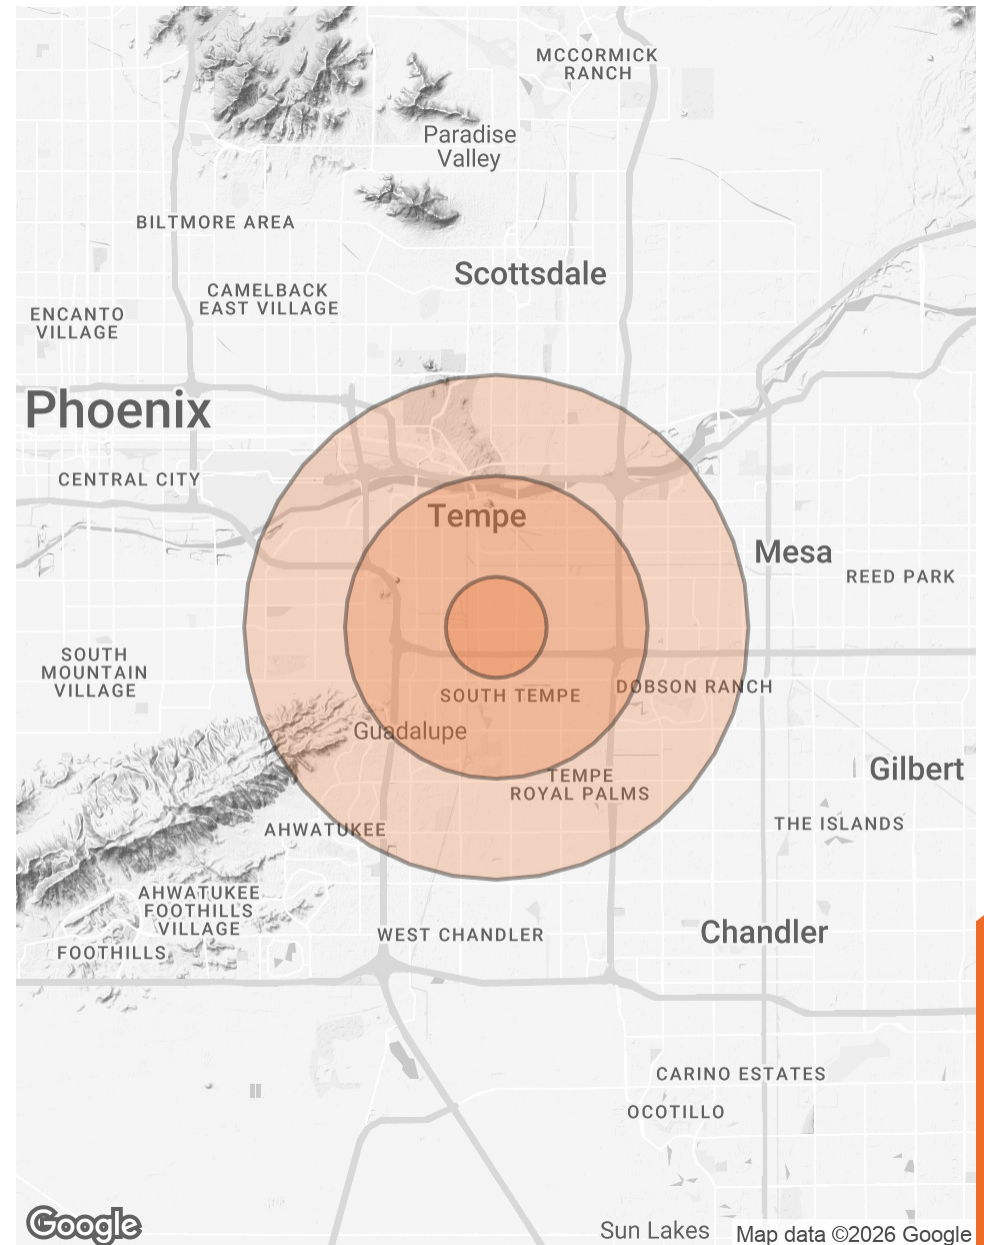 MCCORMICK
RANCH
Paradise
Valley
BILTMORE AREA
Scottsdale
CAMELBACK
EAST VILLAGE
ENCANTO
VILLAGE
Phoenix
CENTRAL CITY
Tempe
Mesa
REED PARK
SOUTH
MOUNTAIN
VILLAGE
SOUTH TEMPE
DOBSON RANCH
Guadalupe
Gilbert
TEMPE
ROYAL PALMS
THE ISLANDS
AHWATUKEE
AHWATUKEE
FOOTHILLS
VILLAGE
FOOTHILLS
WEST CHANDLER
Chandler
CARINO ESTATES
OCOTILLO
Google
Sun Lakes
Map data ©2026 Google